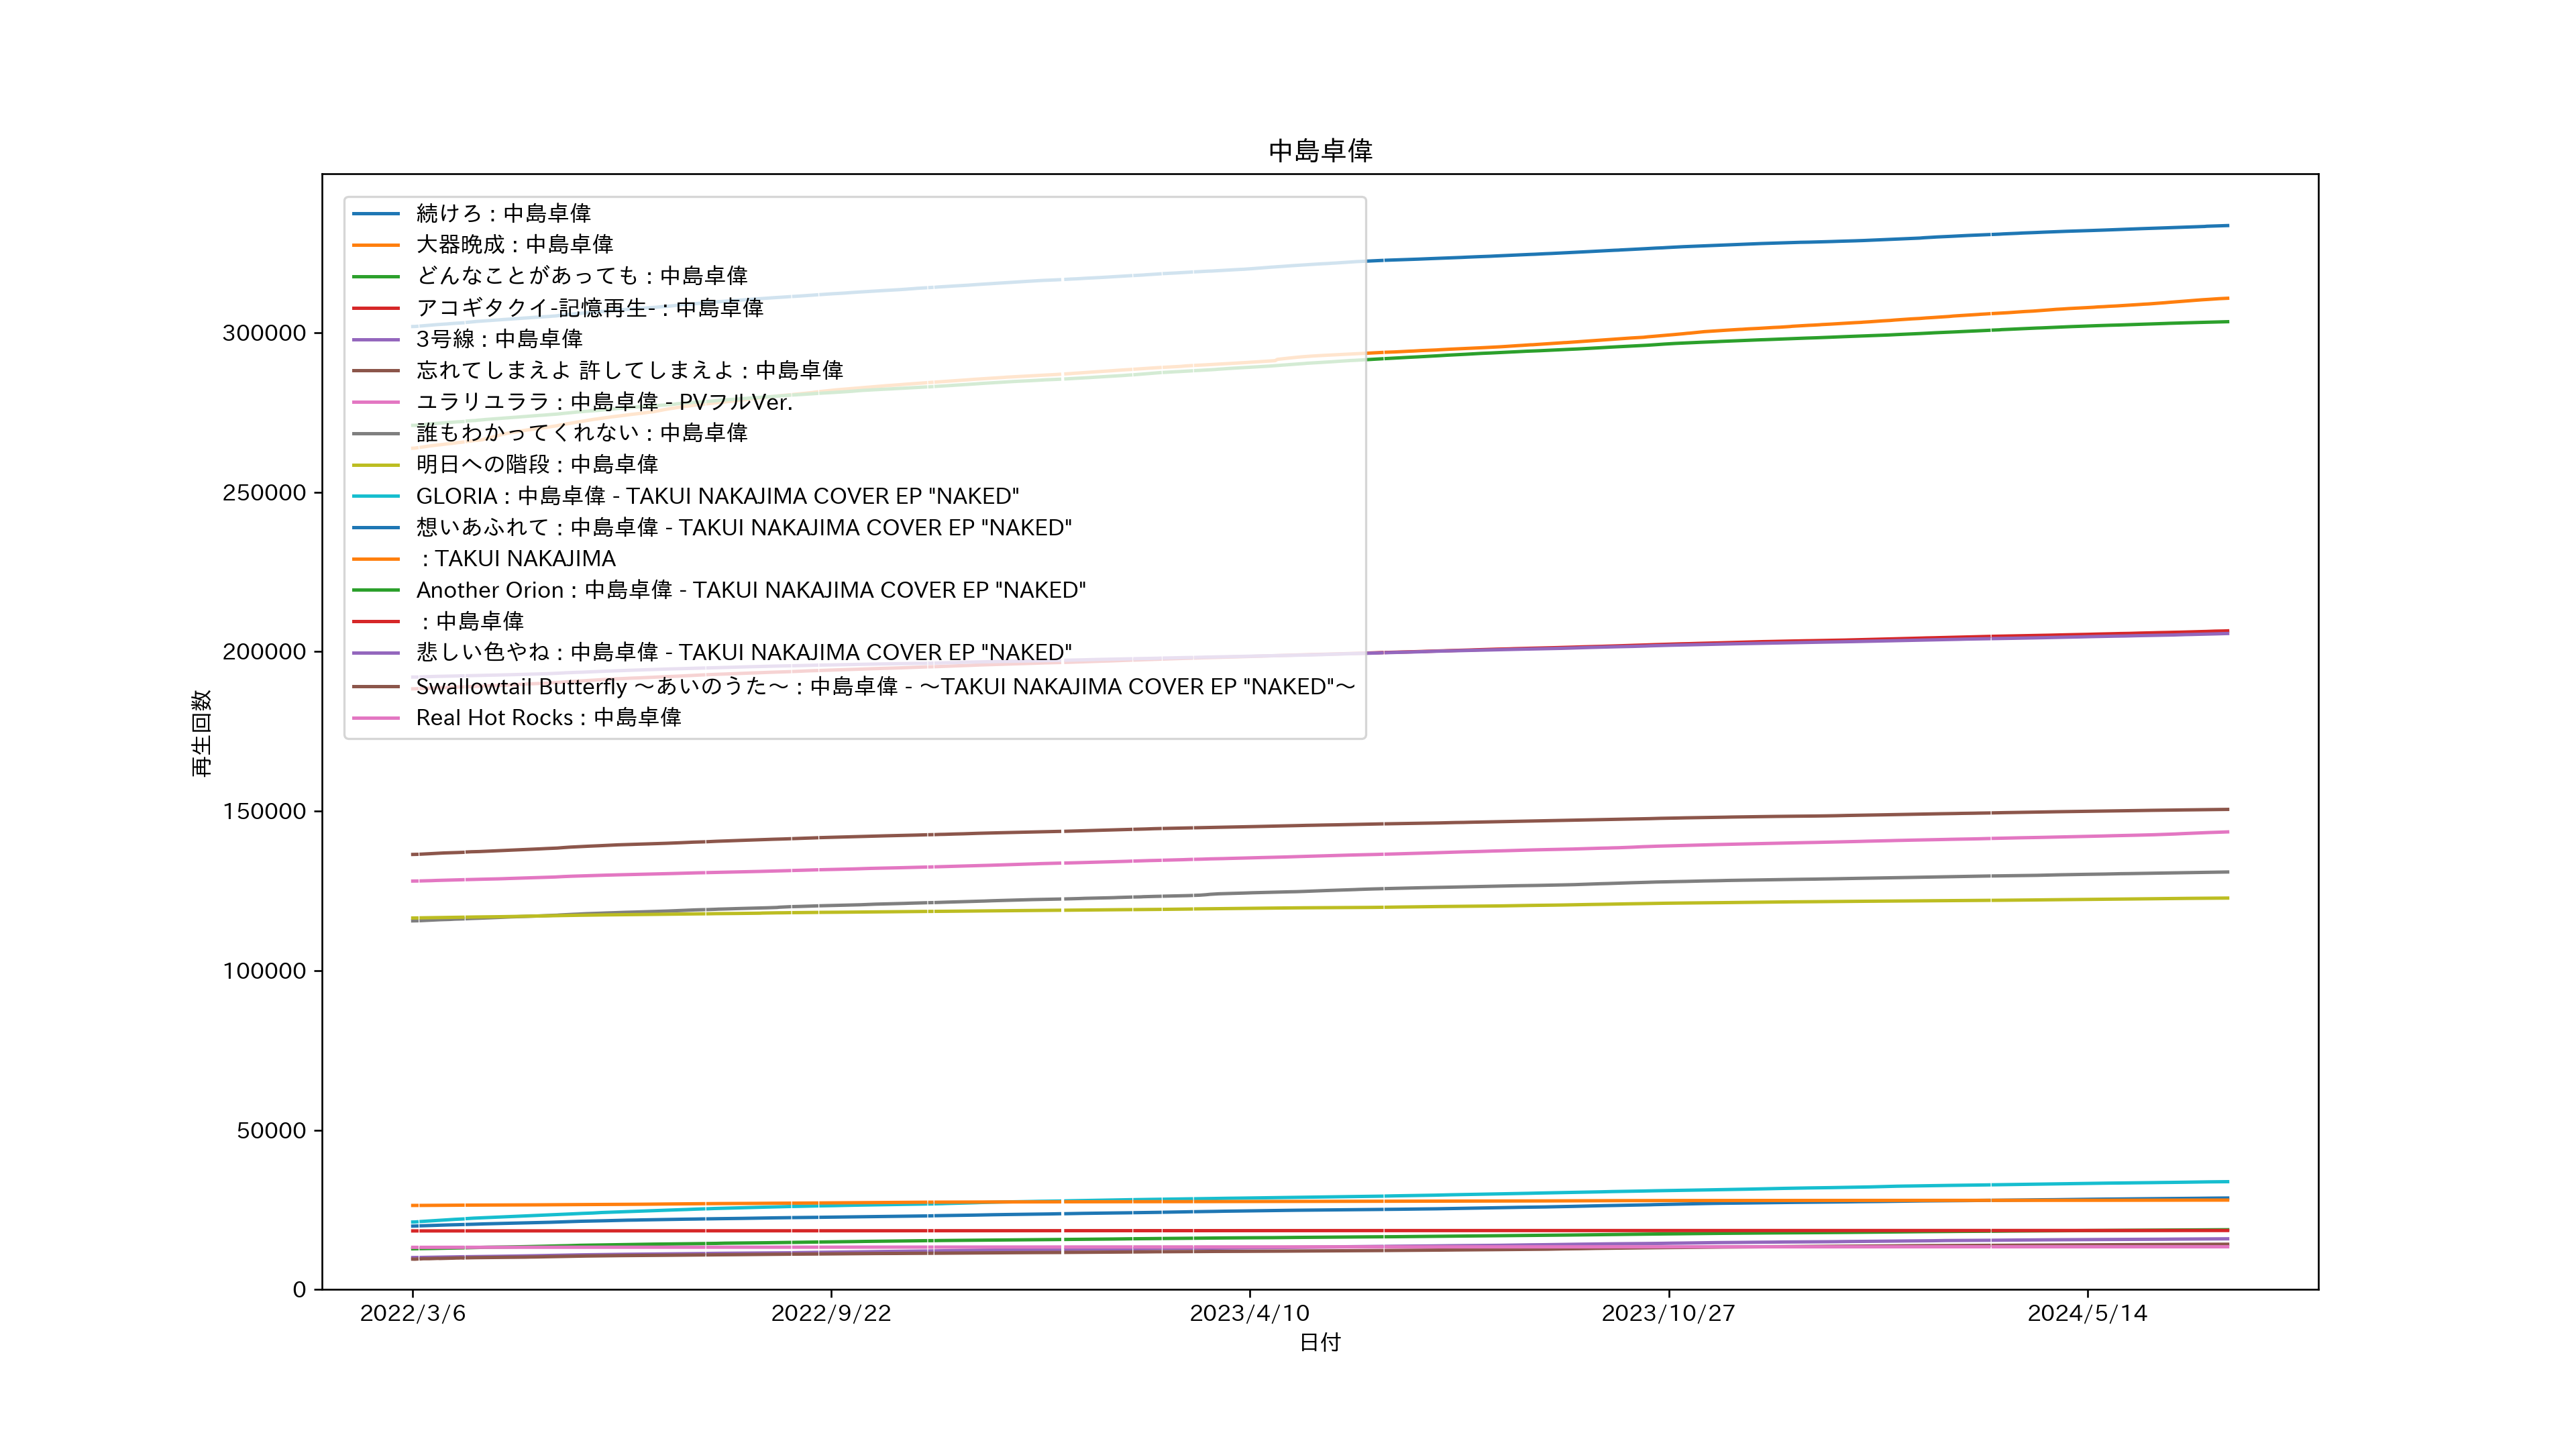 中島卓偉
続けろ : 中島卓偉
大器晩成 : 中島卓偉
どんなことがあっても : 中島卓偉
アコギタクイ-記憶再生- : 中島卓偉
3号線 : 中島卓偉
忘れてしまえよ 許してしまえよ : 中島卓偉
ユラリユララ : 中島卓偉 - PVフルVer.
誰もわかってくれない : 中島卓偉
明日への階段 : 中島卓偉
GLORIA : 中島卓偉 - TAKUI NAKAJIMA COVER EP "NAKED"
想いあふれて : 中島卓偉 - TAKUI NAKAJIMA COVER EP "NAKED"
: TAKUI NAKAJIMA
Another Orion : 中島卓偉 - TAKUI NAKAJIMA COVER EP "NAKED"
: 中島卓偉
悲しい色やね : 中島卓偉 - TAKUI NAKAJIMA COVER EP "NAKED"
Swallowtail Butterfly 〜あいのうた〜 : 中島卓偉 - 〜TAKUI NAKAJIMA COVER EP "NAKED"〜
Real Hot Rocks : 中島卓偉
300000
250000
200000
150000
100000
50000
0
再生回数
2022/3/6
2022/9/22
2023/4/10
2023/10/27
2024/5/14
日付